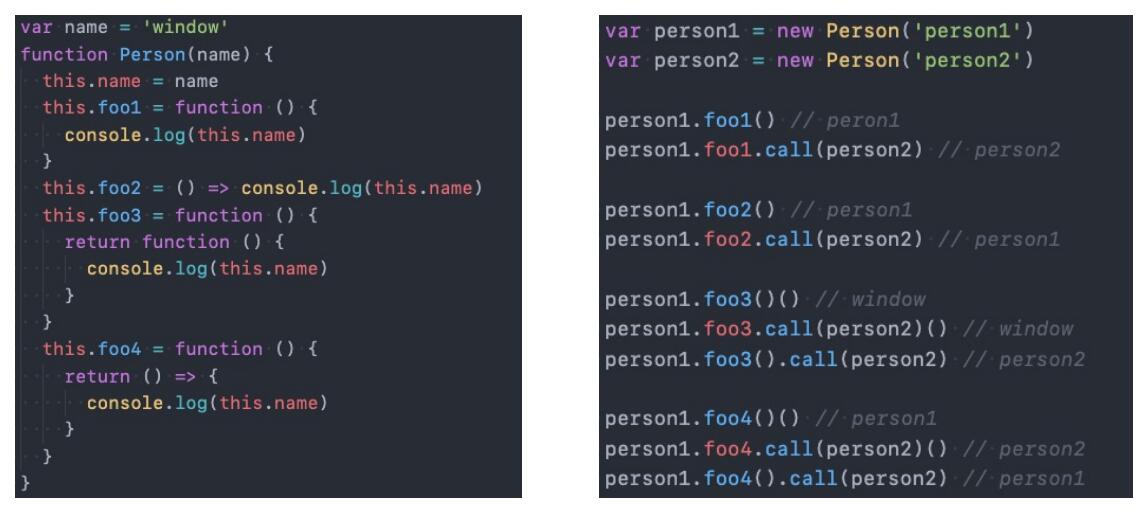 var name = 'window'
function Person(name) {
  this.name = name
  this.foo1 = function () {
    console.log(this.name)
  }
  this.foo2 = () => console.log(this.name)
  this.foo3 = function () {
    return function () {
      console.log(this.name)
    }
  }
  this.foo4 = function () {
    return () => {
      console.log(this.name)
    }
  }
}
var person1 = new Person('person1')
var person2 = new Person('person2')
person1.foo1() // peron1
person1.foo1.call(person2) // person2
person1.foo2() // person1
person1.foo2.call(person2) // person1
person1.foo3()() // window
person1.foo3.call(person2)() // window
person1.foo3().call(person2) // person2
person1.foo4()() // person1
person1.foo4.call(person2)() // person2
person1.foo4().call(person2) // person1